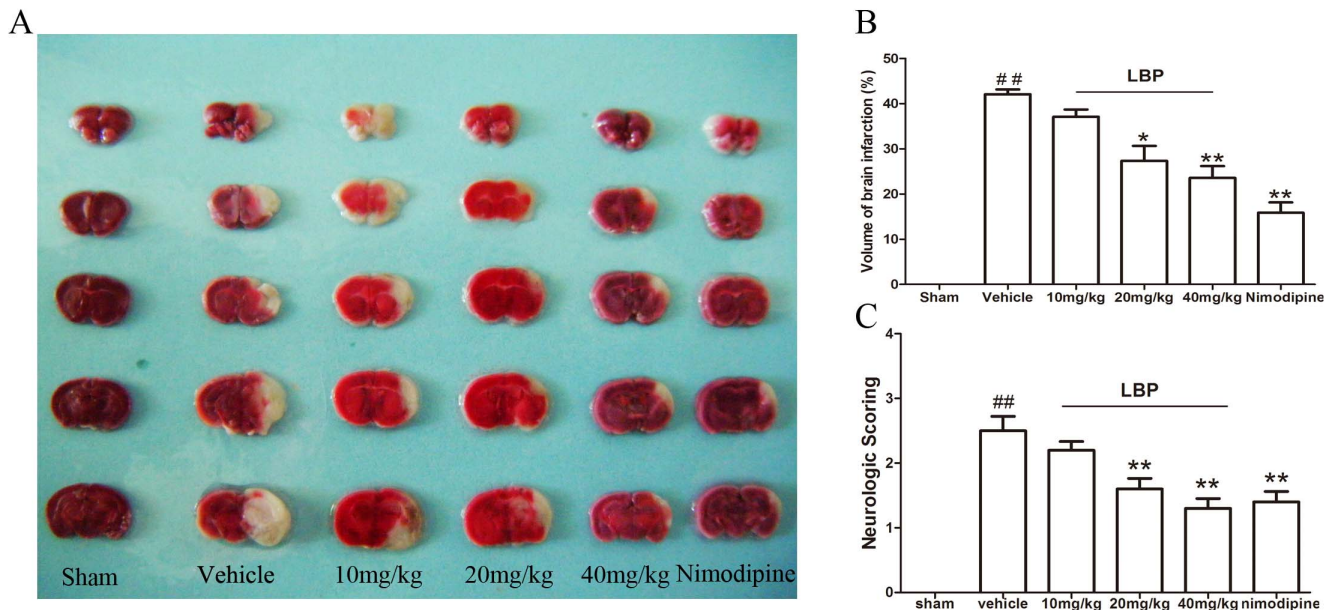 A
Sham Vehicle 10mg/kg 20mg/kg 40mg/kg Nimodipine
B
Volume of brain infarction (%)
50
40
30
20
10
0
##
LBP
*
**
**
Sham Vehicle 10mg/kg 20mg/kg 40mg/kg Nimodipine
C
Neurologic Scoring
4
3
2
1
0
##
LBP
**
**
**
sham vehicle 10mg/kg 20mg/kg 40mg/kg nimodipine